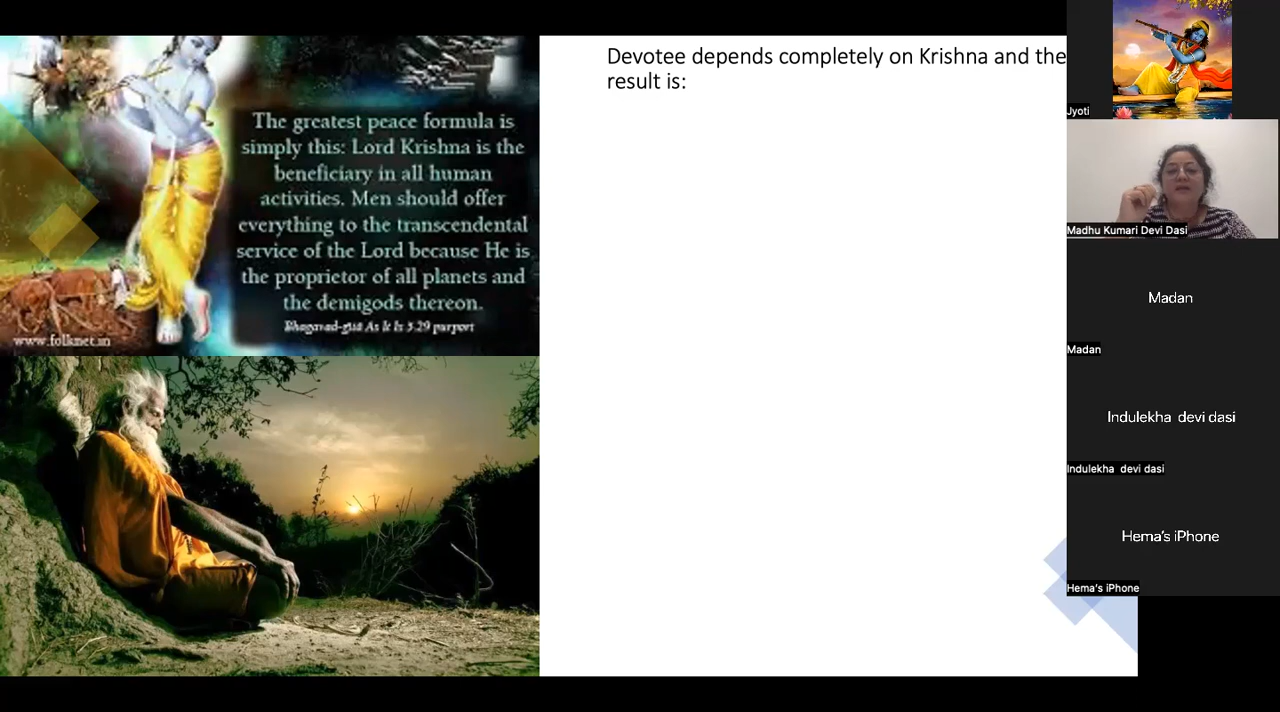 The greatest peace formula is
simply this: Lord Krishna is the
beneficiary in all human
activities. Men should offer
everything to the transcendental
service of the Lord because He is
the proprietor of all planets and
the demigods thereon.
Bhagavad-gita As It Is 5.29 purport
www.folknet.in
Devotee depends completely on Krishna and the
result is:
Jyoti
Madhu Kumari Devi Dasi
Madan
Madan
Indulekha devi dasi
Indulekha devi dasi
Hema's iPhone
Hema's iPhone